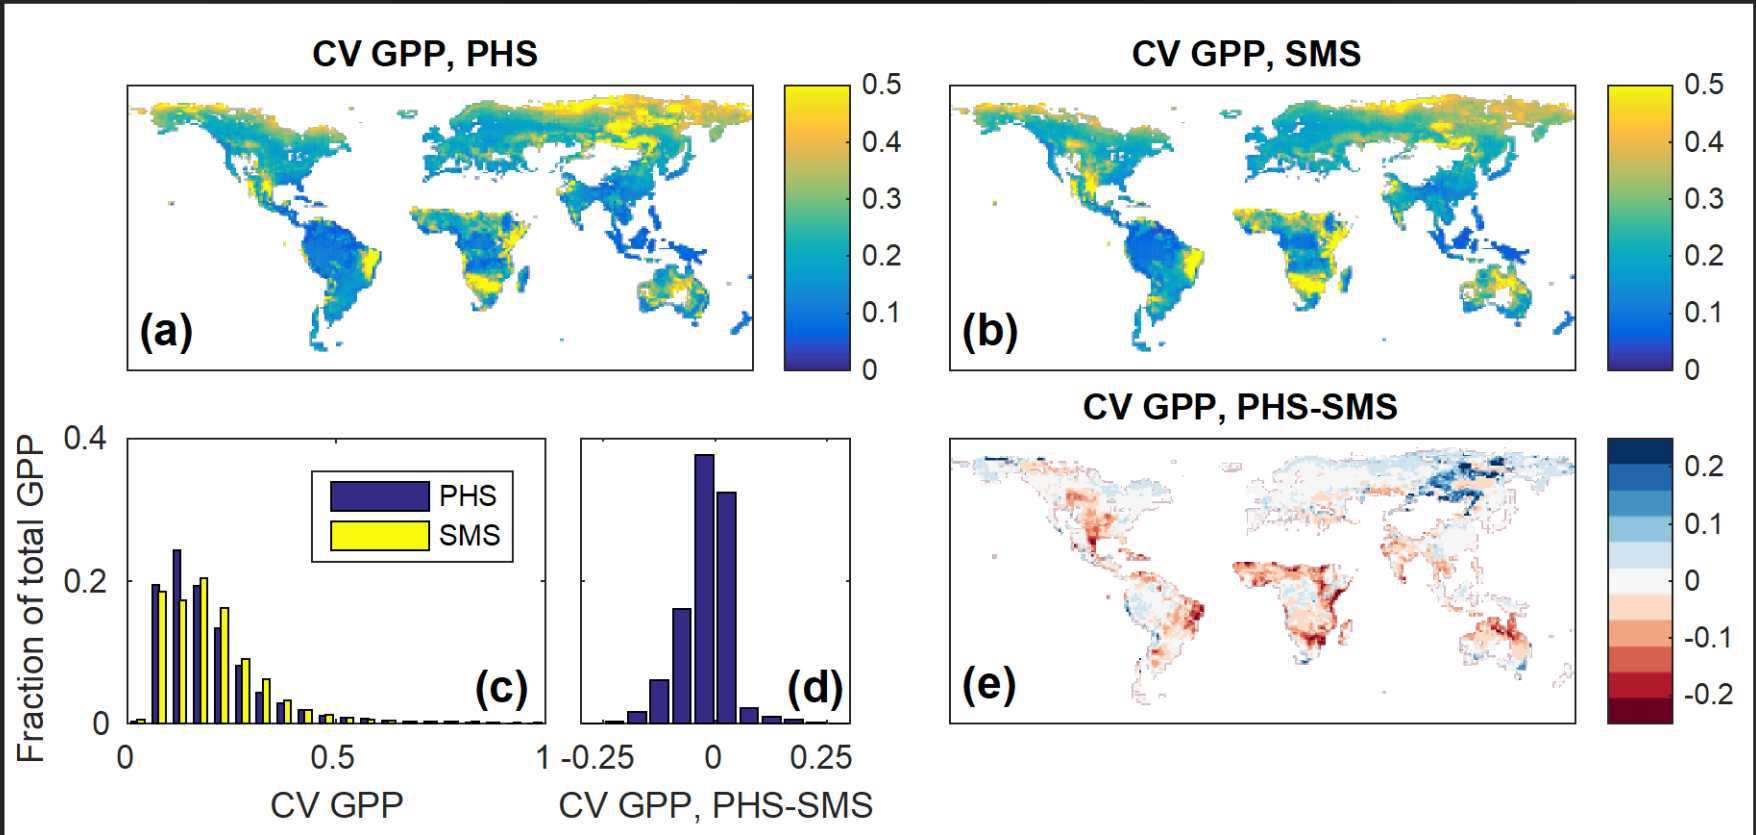 CV GPP, PHS
0.5
0.4
0.3
0.2
0.1
0
(a)
CV GPP, SMS
0.5
0.4
0.3
0.2
0.1
0
(b)
Fraction of total GPP
0.4
0.2
0
PHS
SMS
(c)
0
0.5
1
CV GPP
(d)
-0.25
0
0.25
CV GPP, PHS-SMS
CV GPP, PHS-SMS
0.2
0.1
0
-0.1
-0.2
(e)